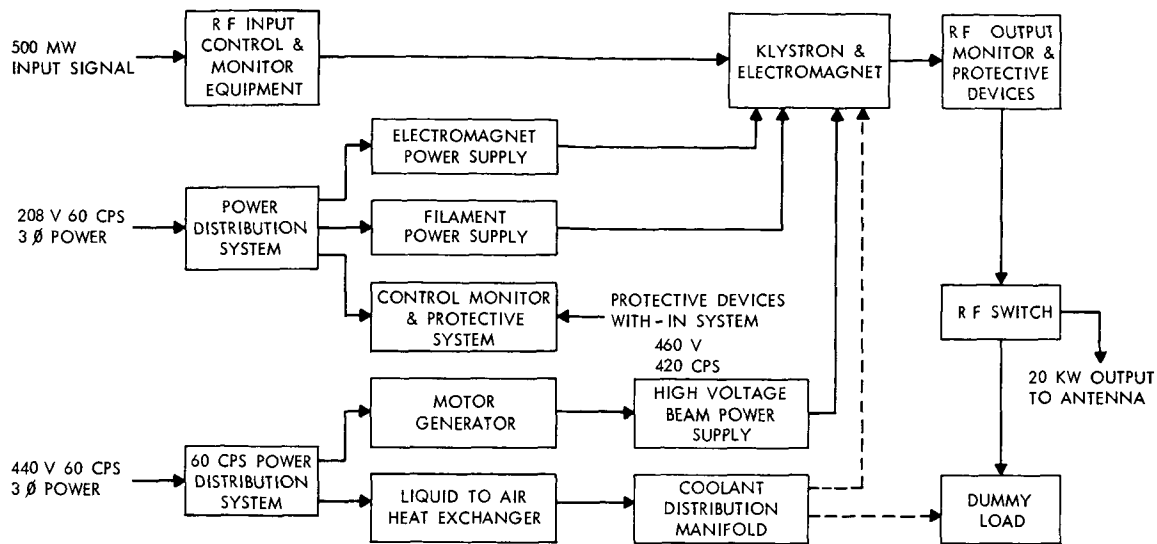 500 MW
INPUT SIGNAL
RF INPUT
CONTROL &
MONITOR
EQUIPMENT
KLYSTRON &
ELECTROMAGNET
RF OUTPUT
MONITOR &
PROTECTIVE
DEVICES
ELECTROMAGNET
POWER SUPPLY
208 V 60 CPS
3 Ø POWER
POWER
DISTRIBUTION
SYSTEM
FILAMENT
POWER SUPPLY
CONTROL MONITOR
& PROTECTIVE
SYSTEM
PROTECTIVE DEVICES
WITH-IN SYSTEM
RF SWITCH
20 KW OUTPUT
TO ANTENNA
460 V
420 CPS
MOTOR
GENERATOR
HIGH VOLTAGE
BEAM POWER
SUPPLY
440 V 60 CPS
3 Ø POWER
60 CPS POWER
DISTRIBUTION
SYSTEM
LIQUID TO AIR
HEAT EXCHANGER
COOLANT
DISTRIBUTION
MANIFOLD
DUMMY
LOAD